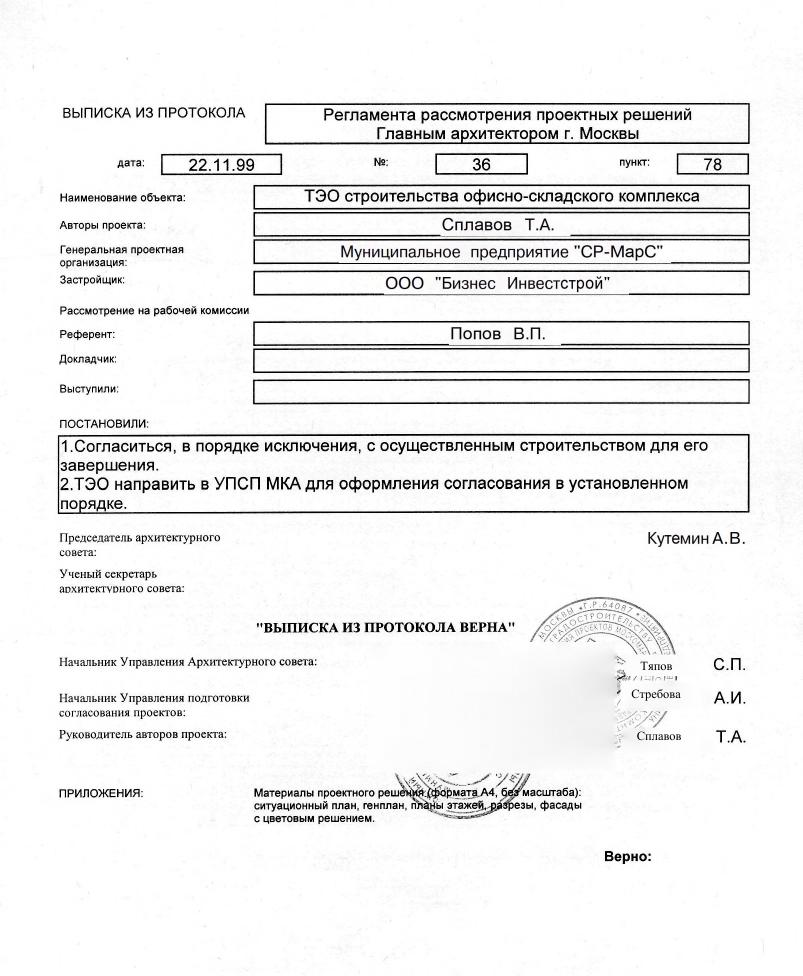 ВЫПИСКА ИЗ ПРОТОКОЛА
Регламента рассмотрения проектных решений
Главным архитектором г. Москвы
дата: 22.11.99 №: 36 пункт: 78
Наименование объекта: ТЭО строительства офисно-складского комплекса
Авторы проекта: Сплавов Т.А.
Генеральная проектная
организация:
Муниципальное предприятие "СР-МарС"
Застройщик: ООО "Бизнес Инвестстрой"
Рассмотрение на рабочей комиссии
Референт: Попов В.П.
Докладчик:
Выступили:
ПОСТАНОВИЛИ:
1.Согласиться, в порядке исключения, с осуществленным строительством для его
завершения.
2.ТЭО направить в УПСП МКА для оформления согласования в установленном
порядке.
Председатель архитектурного
совета:
Кутемин А.В.
Ученый секретарь
архитектурного совета:
"ВЫПИСКА ИЗ ПРОТОКОЛА ВЕРНА"
МОСКВЫ Г.Р.64087
ПРОЕКТОВ
Начальник Управления Архитектурного совета: Тяпов С.П.
Начальник Управления подготовки
согласования проектов:
Стребова А.И.
Руководитель авторов проекта: Сплавов Т.А.
ПРИЛОЖЕНИЯ:
Материалы проектного решения (формата А4, без масштаба):
ситуационный план, генплан, планы этажей, разрезы, фасады
с цветовым решением.
Верно: